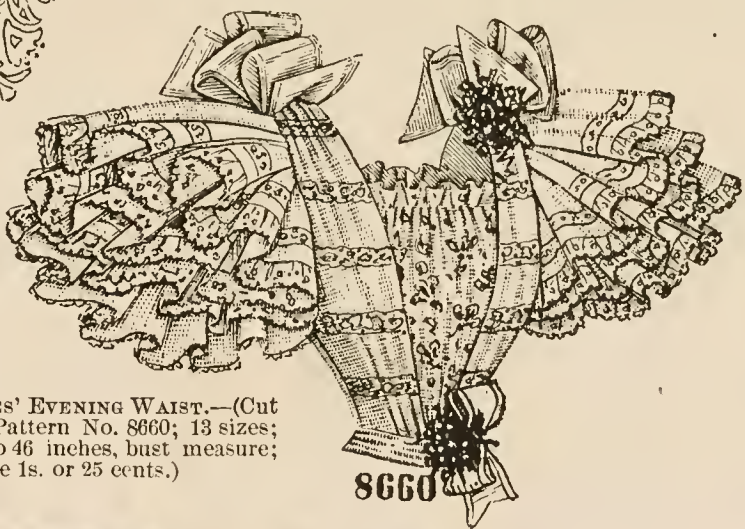 ES' EVENING WAIST.—(Cut
Pattern No. 8660; 13 sizes;
o 46 inches, bust measure;
e 1s. or 25 cents.)
8660